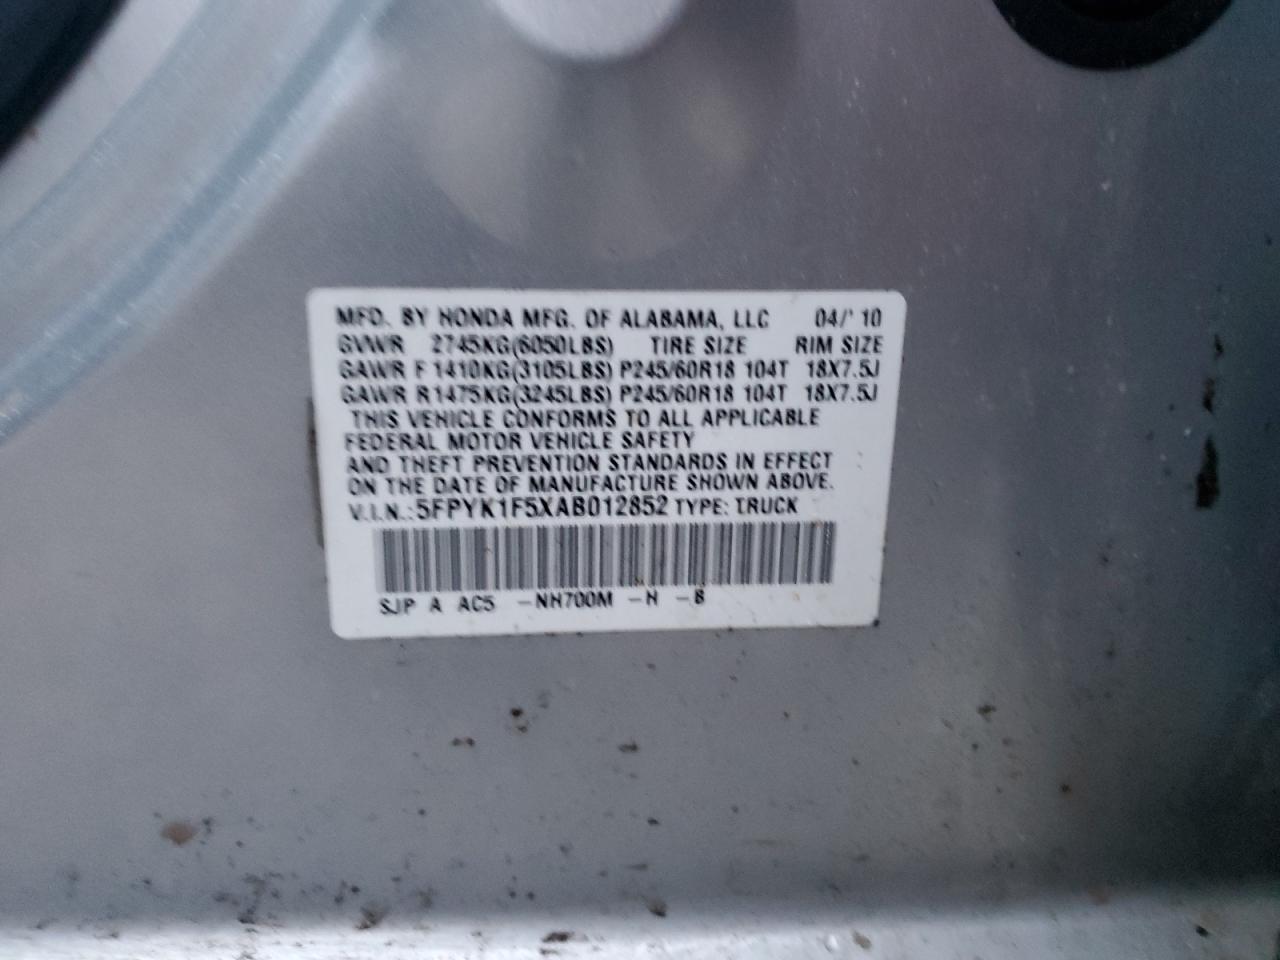 MFD. BY HONDA MFG. OF ALABAMA, LLC 04/'10
GVWR 2745KG(6050LBS) TIRE SIZE RIM SIZE
GAWR F 1410KG(3105LBS) P245/60R18 104T 18X7.5J
GAWR R1475KG(3245LBS) P245/60R18 104T 18X7.5J
THIS VEHICLE CONFORMS TO ALL APPLICABLE
FEDERAL MOTOR VEHICLE SAFETY
AND THEFT PREVENTION STANDARDS IN EFFECT
ON THE DATE OF MANUFACTURE SHOWN ABOVE.
V.I.N.: 5FPYK1F5XAB012852 TYPE: TRUCK
SJP A AC5 -NH700M -H -B